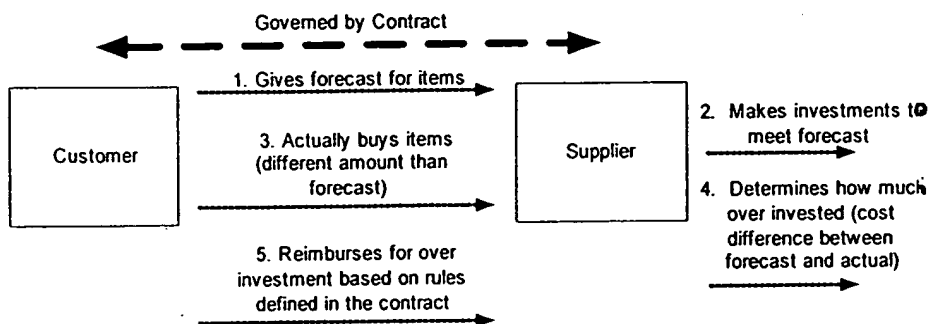 Governed by Contract
1. Gives forecast for items
Customer
3. Actually buys items
(different amount than
forecast)
Supplier
2. Makes investments to
meet forecast
4. Determines how much
over invested (cost
difference between
forecast and actual)
5. Reimburses for over
investment based on rules
defined in the contract